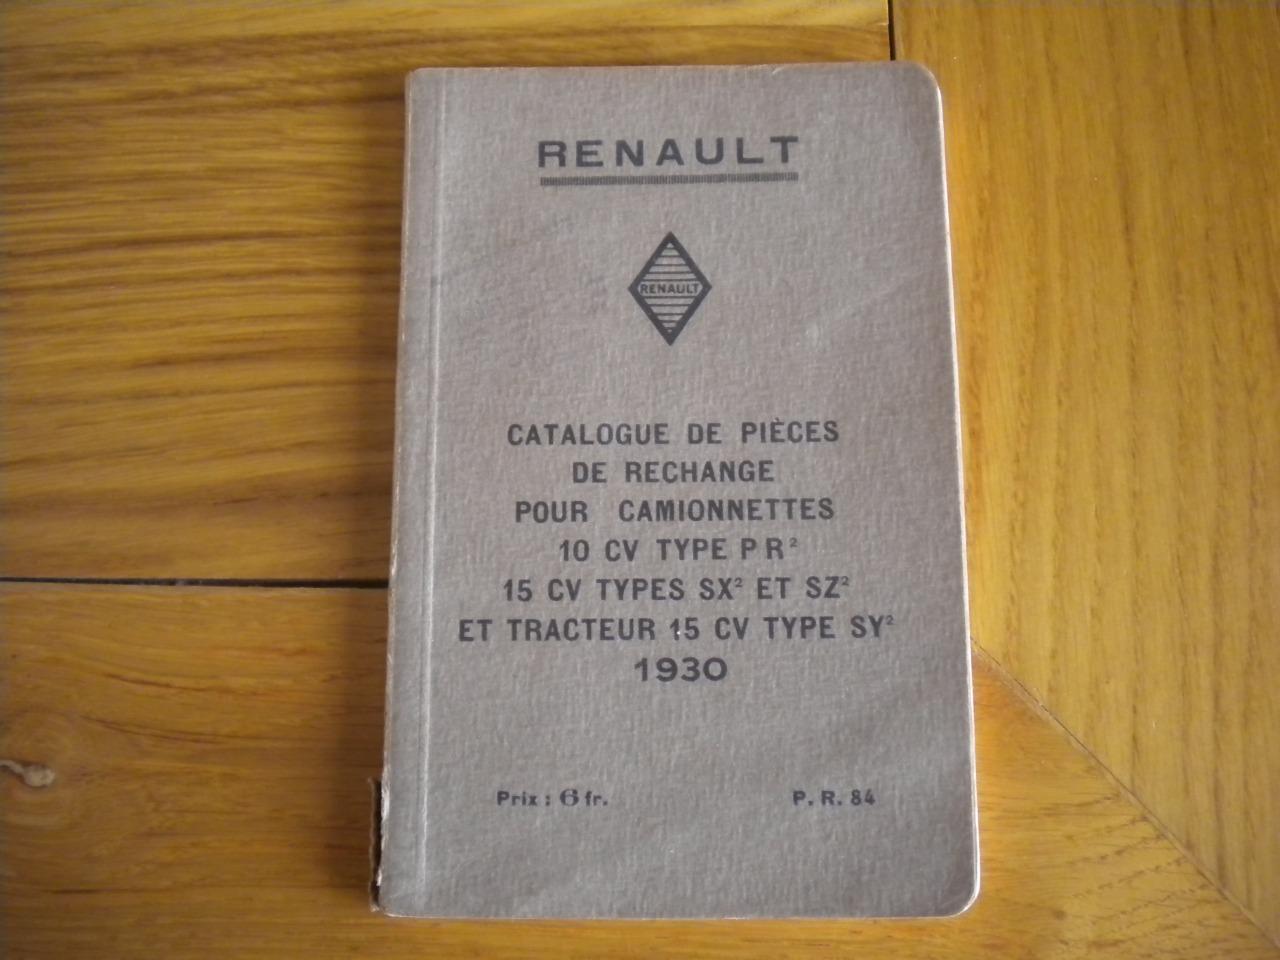 RENAULT
RENAULT
CATALOGUE DE PIÈCES
DE RECHANGE
POUR CAMIONNETTES
10 CV TYPE PR²
15 CV TYPES SX² ET SZ²
ET TRACTEUR 15 CV TYPE SY²
1930
Prix : 6 fr. P. R. 84